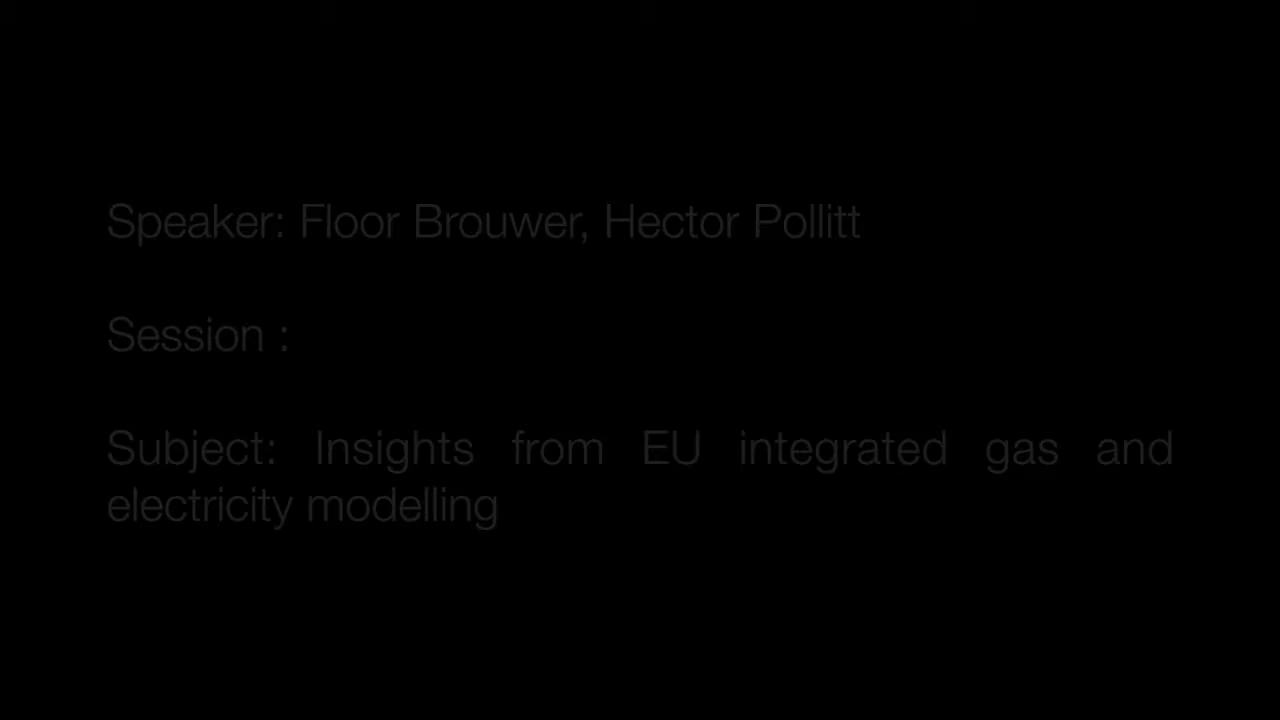 Speaker: Floor Brouwer, Hector Pollitt
Session :
Subject: Insights from EU integrated gas and
electricity modelling